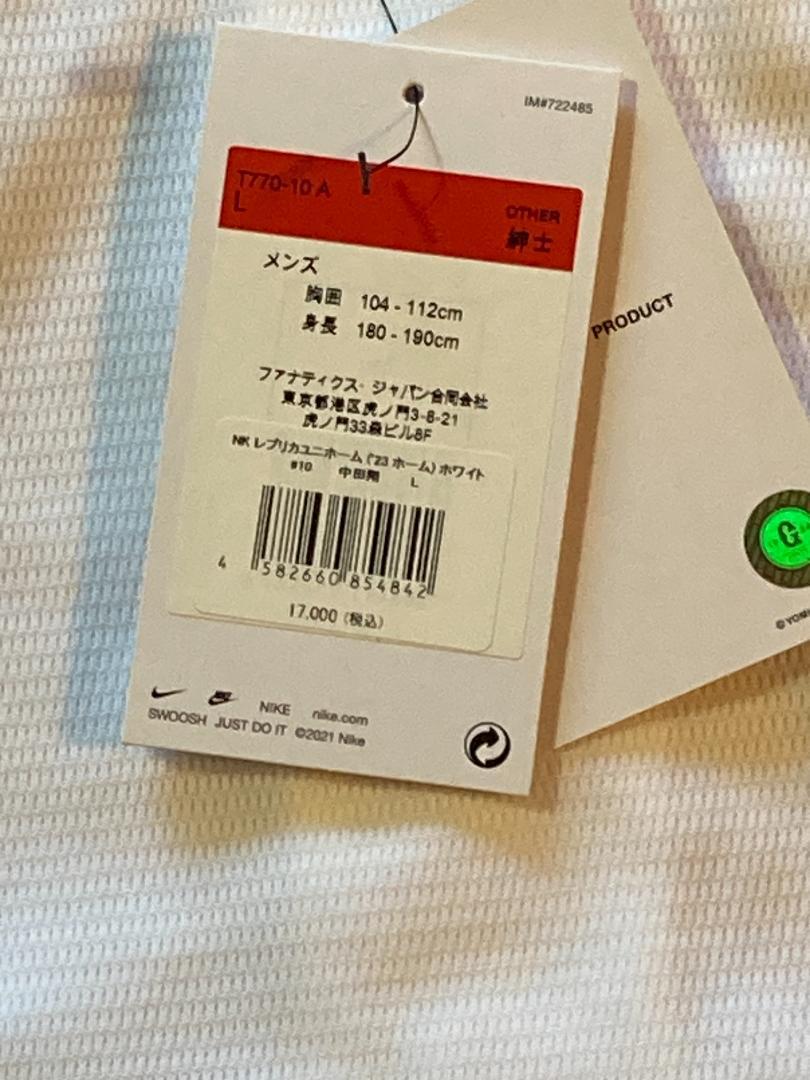 IM#722485
T770-10 A
L
OTHER
紳士
メンズ
胸囲 104 - 112cm
身長 180 - 190cm
ファナティクス・ジャパン合同会社
東京都港区虎ノ門3-8-21
虎ノ門33森ビル8F
NK レプリカユニホーム ('23 ホーム) ホワイト
#10 中田翔 L
4 582660 854842
17,000 (税込)
NIKE nike.com
SWOOSH JUST DO IT ©2021 Nike
PRODUCT
G